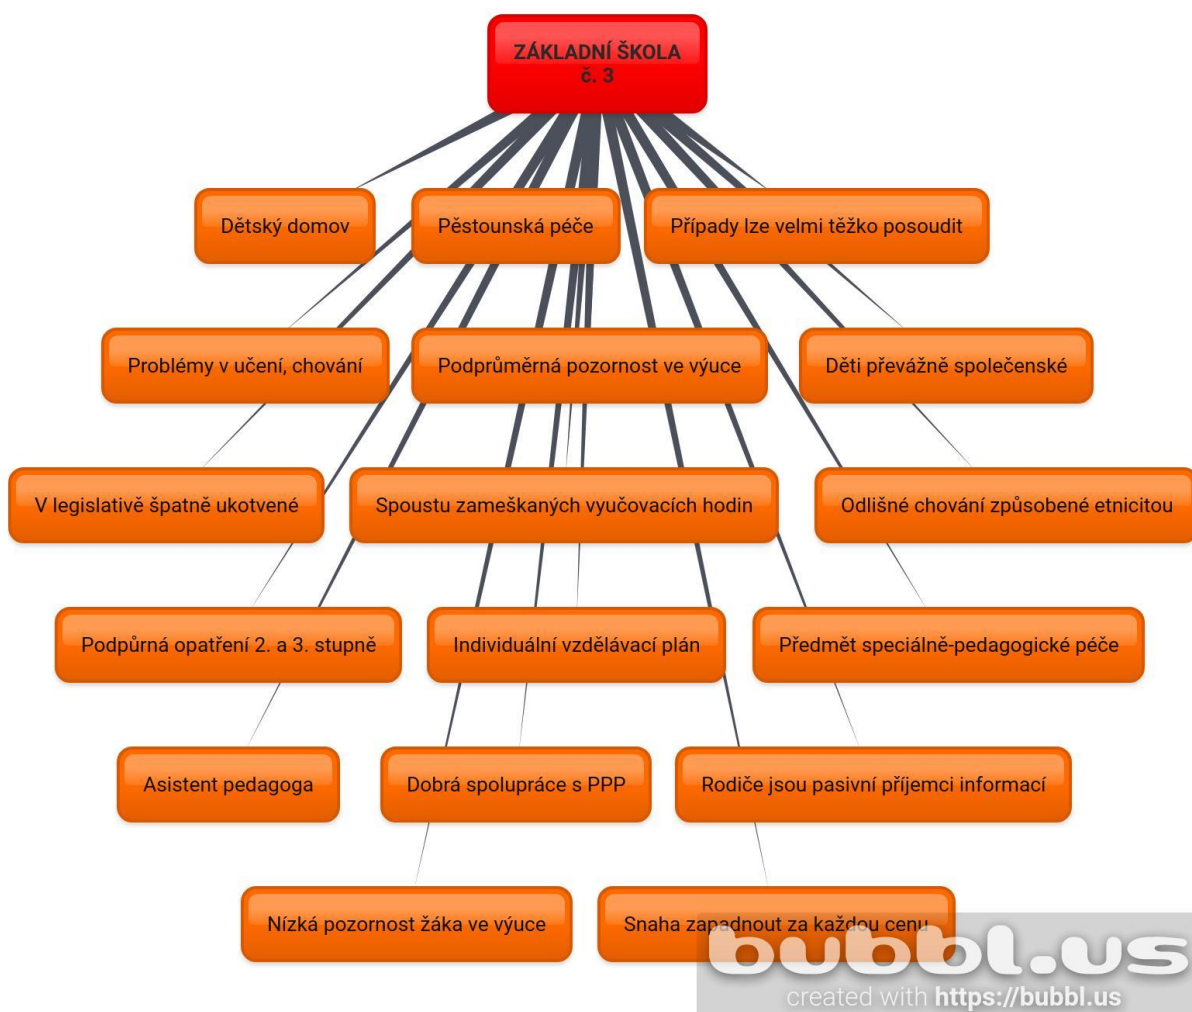 ZÁKLADNÍ ŠKOLA
č. 3
Dětský domov
Pěstounská péče
Případy lze velmi těžko posoudit
Problémy v učení, chování
Podprůměrná pozornost ve výuce
Děti převážně společenské
V legislativě špatně ukotvené
Spoustu zameškaných vyučovacích hodin
Odlišné chování způsobené etnicitou
Podpůrná opatření 2. a 3. stupně
Individuální vzdělávací plán
Předmět speciálně-pedagogické péče
Asistent pedagoga
Dobrá spolupráce s PPP
Rodiče jsou pasivní příjemci informací
Nízká pozornost žáka ve výuce
Snaha zapadnout za každou cenu
bubbl.us
created with https://bubbl.us